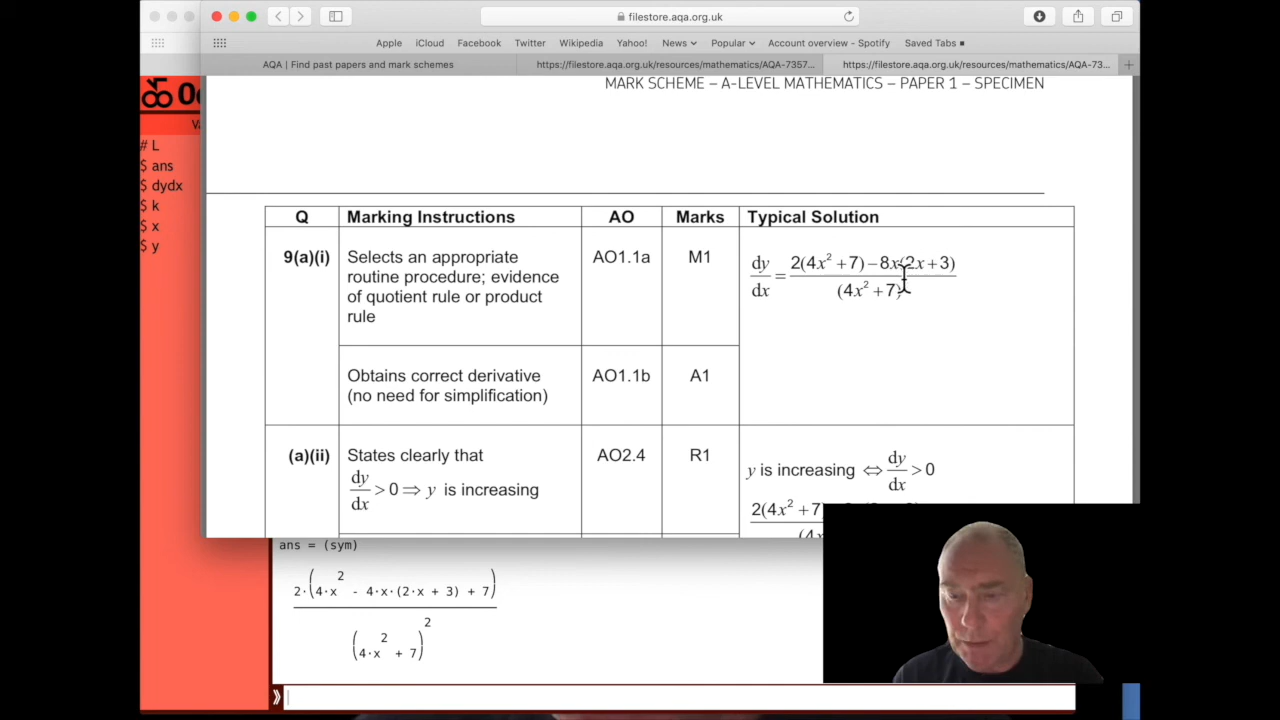 filestore.aqa.org.uk
Apple iCloud Facebook Twitter Wikipedia Yahoo! News Popular Account overview - Spotify Saved Tabs
AQA | Find past papers and mark schemes
https://filestore.aqa.org.uk/resources/mathematics/AQA-7357...
https://filestore.aqa.org.uk/resources/mathematics/AQA-73...
MARK SCHEME – A-LEVEL MATHEMATICS – PAPER 1 – SPECIMEN
# L
$ ans
$ dydx
$ k
$ x
$ y
Q Marking Instructions AO Marks Typical Solution
9(a)(i) Selects an appropriate routine procedure; evidence of quotient rule or product rule AO1.1a M1
dy/dx = 2(4x² + 7) – 8x(2x + 3) / (4x² + 7)
Obtains correct derivative AO1.1b A1
(no need for simplification)
(a)(ii) States clearly that AO2.4 R1
dy/dx > 0 ⇒ y is increasing
y is increasing ⇔ dy/dx > 0
2(4x² + 7)
(4x
ans = (sym)
2·(4·x² - 4·x·(2·x + 3) + 7)
(4·x² + 7)²